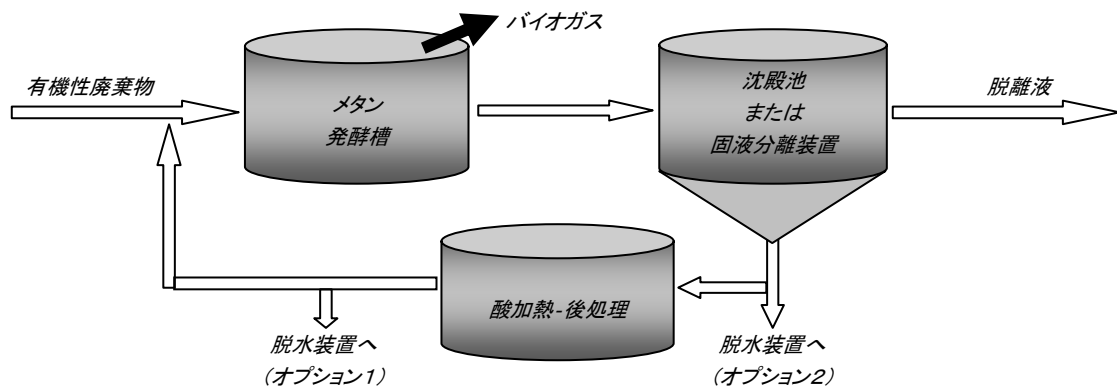 バイオガス
有機性廃棄物
メタン
発酵槽
沈殿池
または
固液分離装置
脱離液
酸加熱-後処理
脱水装置へ
(オプション1)
脱水装置へ
(オプション2)